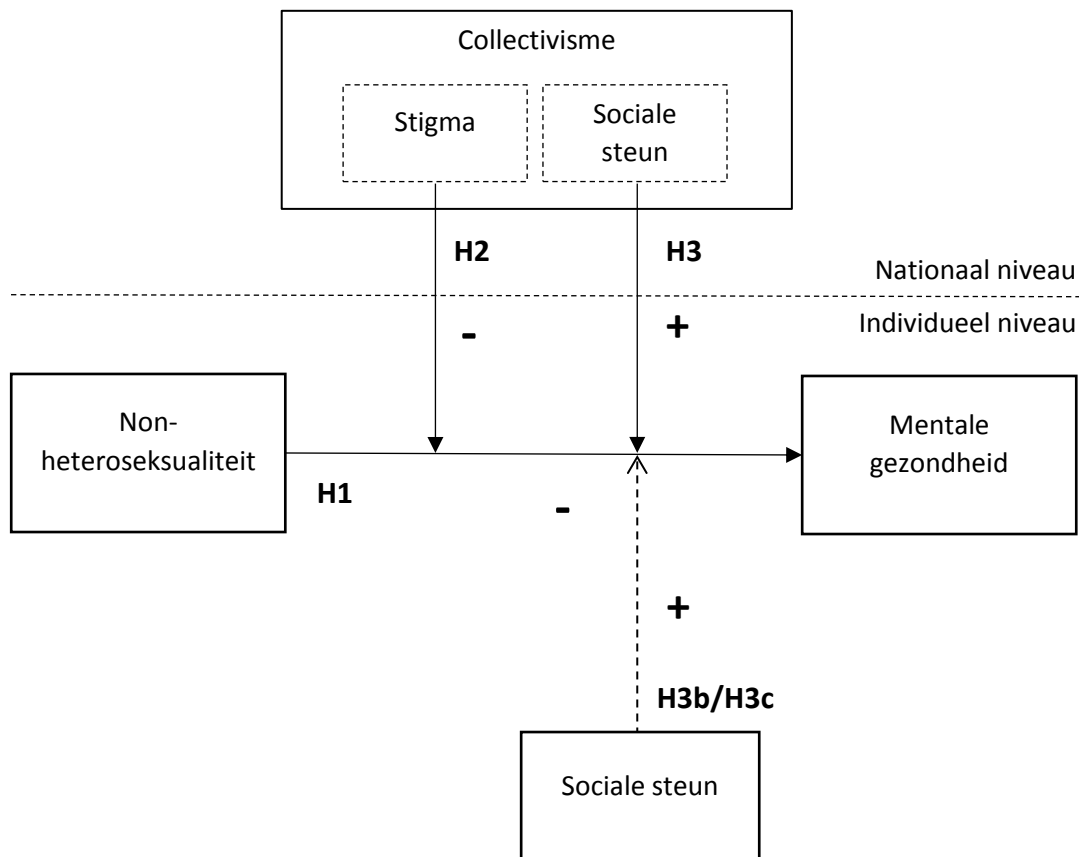 Collectivisme
Stigma
Sociale
steun
H2
H3
Nationaal niveau
-
+
Individueel niveau
Non-
heteroseksualiteit
Mentale
gezondheid
H1
-
+
H3b/H3c
Sociale steun